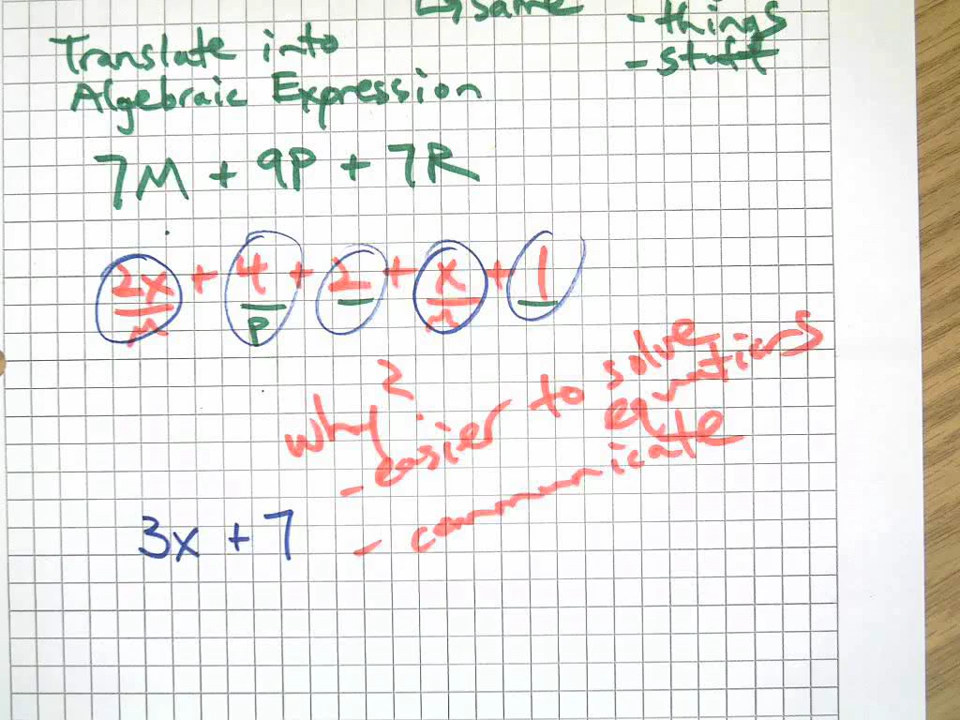 ↳ same
- things
- stuff
Translate into
Algebraic Expression
7M + 9P + 7R
2x + 4 + 2 + x + 1
M P M
why?
- easier to solve
equations
- communicate
3x + 7